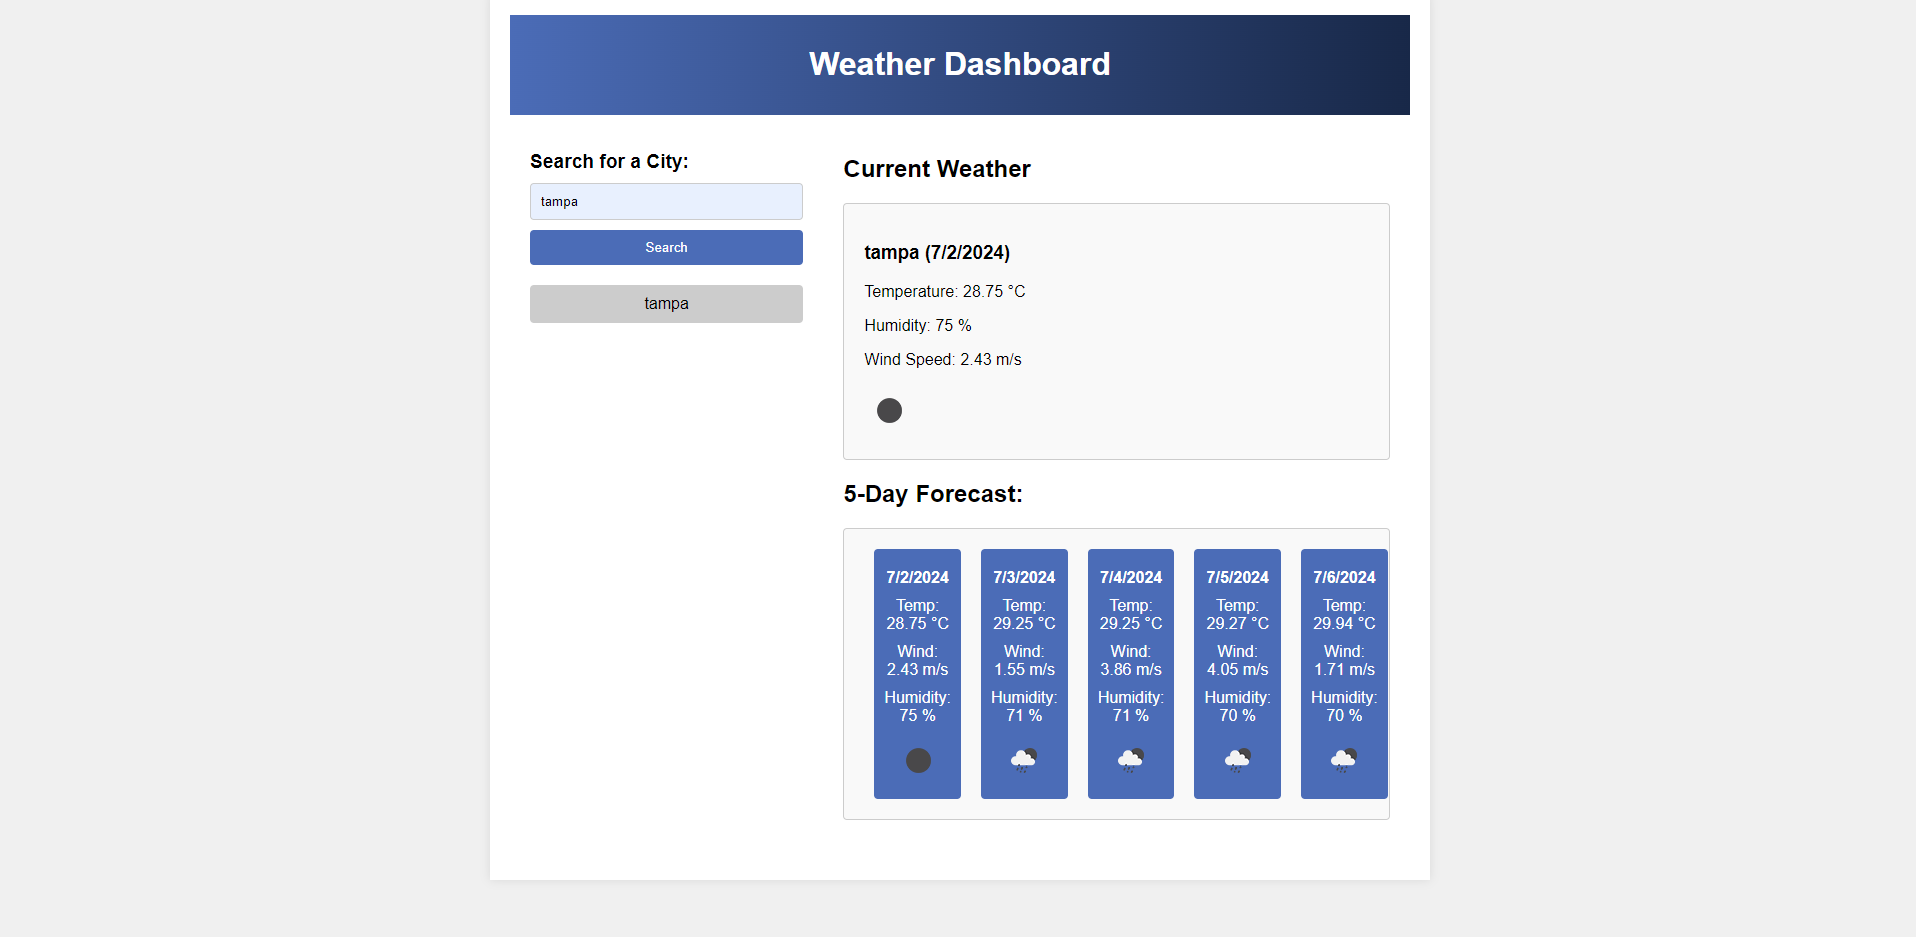 Weather Dashboard
Search for a City:
tampa
Search
tampa
Current Weather
tampa (7/2/2024)
Temperature: 28.75 °C
Humidity: 75 %
Wind Speed: 2.43 m/s
5-Day Forecast:
7/2/2024
Temp:
28.75 °C
Wind:
2.43 m/s
Humidity:
75 %
7/3/2024
Temp:
29.25 °C
Wind:
1.55 m/s
Humidity:
71 %
7/4/2024
Temp:
29.25 °C
Wind:
3.86 m/s
Humidity:
71 %
7/5/2024
Temp:
29.27 °C
Wind:
4.05 m/s
Humidity:
70 %
7/6/2024
Temp:
29.94 °C
Wind:
1.71 m/s
Humidity:
70 %